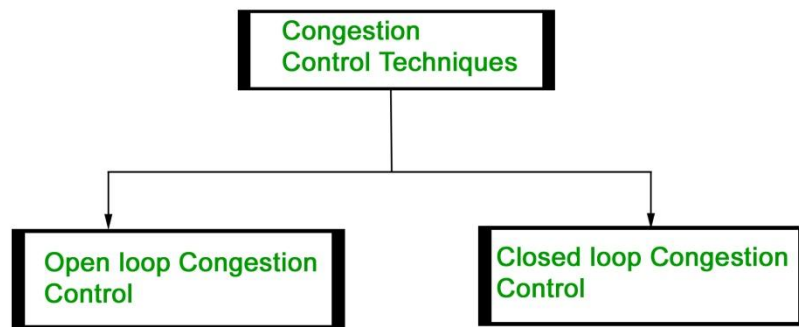 Congestion
Control Techniques
Open loop Congestion
Control
Closed loop Congestion
Control